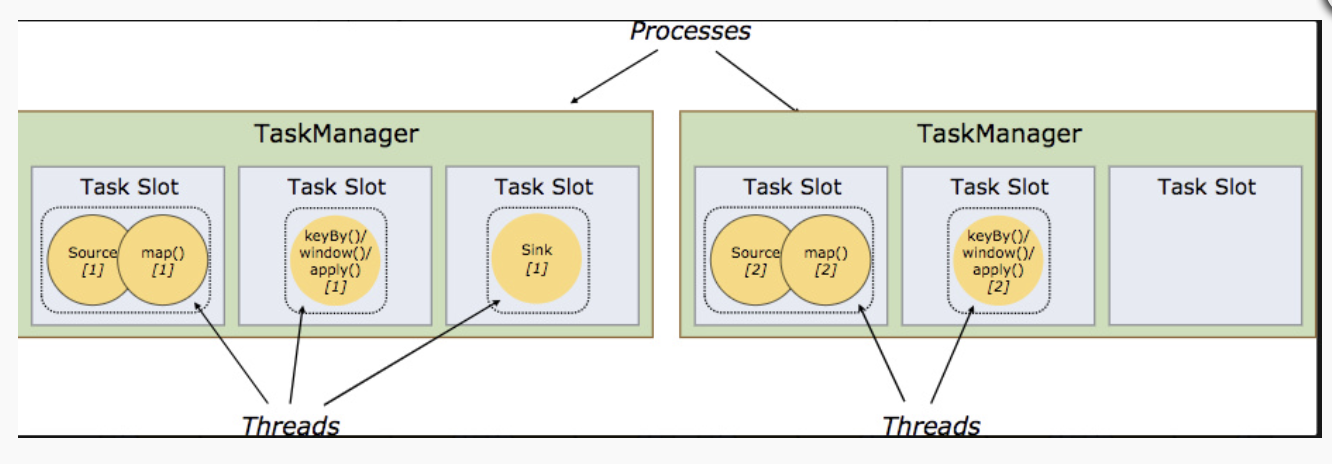 Processes
TaskManager
Task Slot
Source
[1]
map()
[1]
Task Slot
keyBy()/
window()/
apply()
[1]
Task Slot
Sink
[1]
Threads
TaskManager
Task Slot
Source
[2]
map()
[2]
Task Slot
keyBy()/
window()/
apply()
[2]
Task Slot
Threads